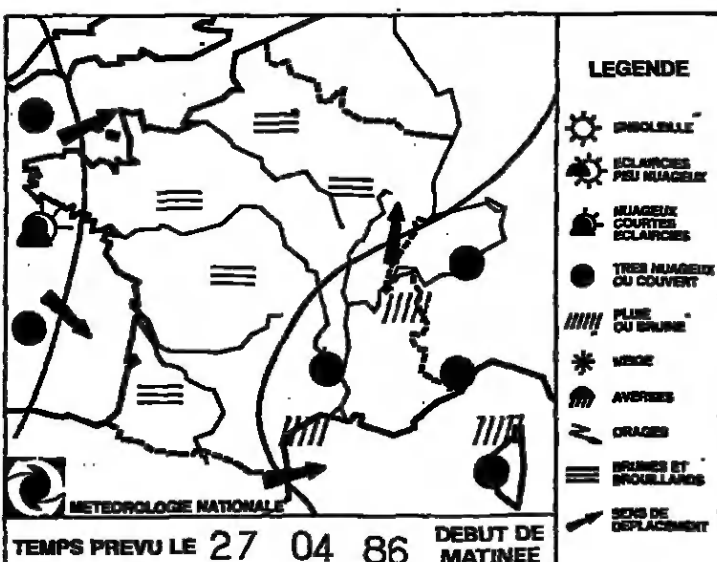 LEGENDE
ENSOLEILLE
ECLAIRCIES
PEU NUAGEUX
NUAGEUX
COURTES
ECLAIRCIES
TRES NUAGEUX
OU COUVERT
PLUIE
OU BRUINE
NEIGE
AVERSES
ORAGES
BRUMES ET
BROUILLARDS
SENS DE
DEPLACEMENT
METEOROLOGIE NATIONALE
TEMPS PREVU LE 27 04 86 DEBUT DE
MATINEE